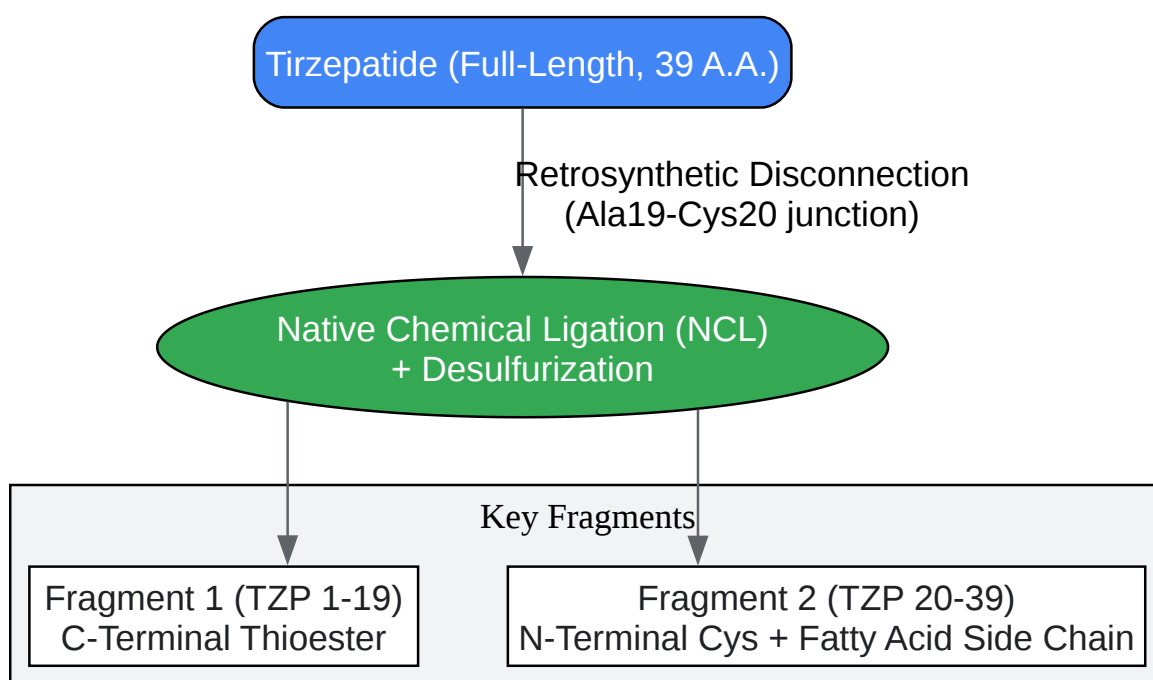 Tirzepatide (Full-Length, 39 A.A.)
Retrosynthetic Disconnection
(Ala19-Cys20 junction)
Native Chemical Ligation (NCL)
+ Desulfurization
Key Fragments
Fragment 1 (TZP 1-19)
C-Terminal Thioester
Fragment 2 (TZP 20-39)
N-Terminal Cys + Fatty Acid Side Chain